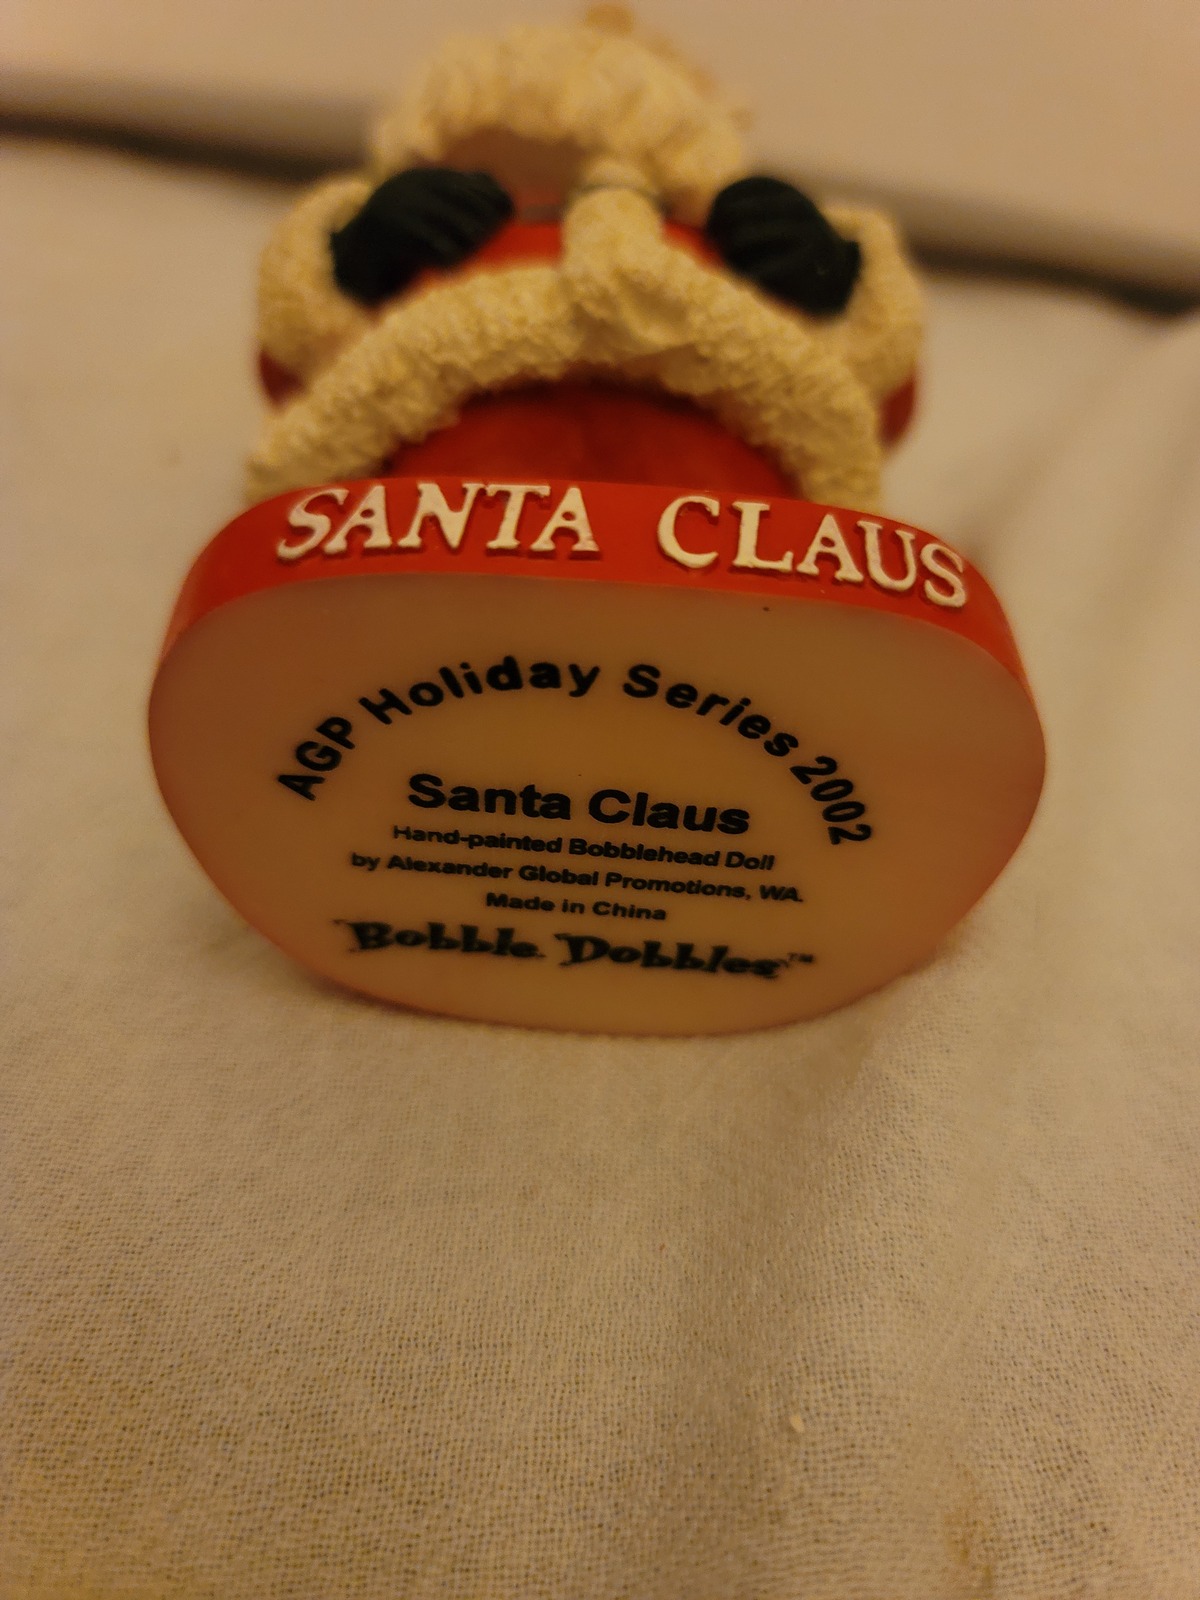 SANTA CLAUS
AGP Holiday Series 2002
Santa Claus
Hand-painted Bobblehead Doll
by Alexander Global Promotions, WA.
Made in China
Bobble Dobbles™